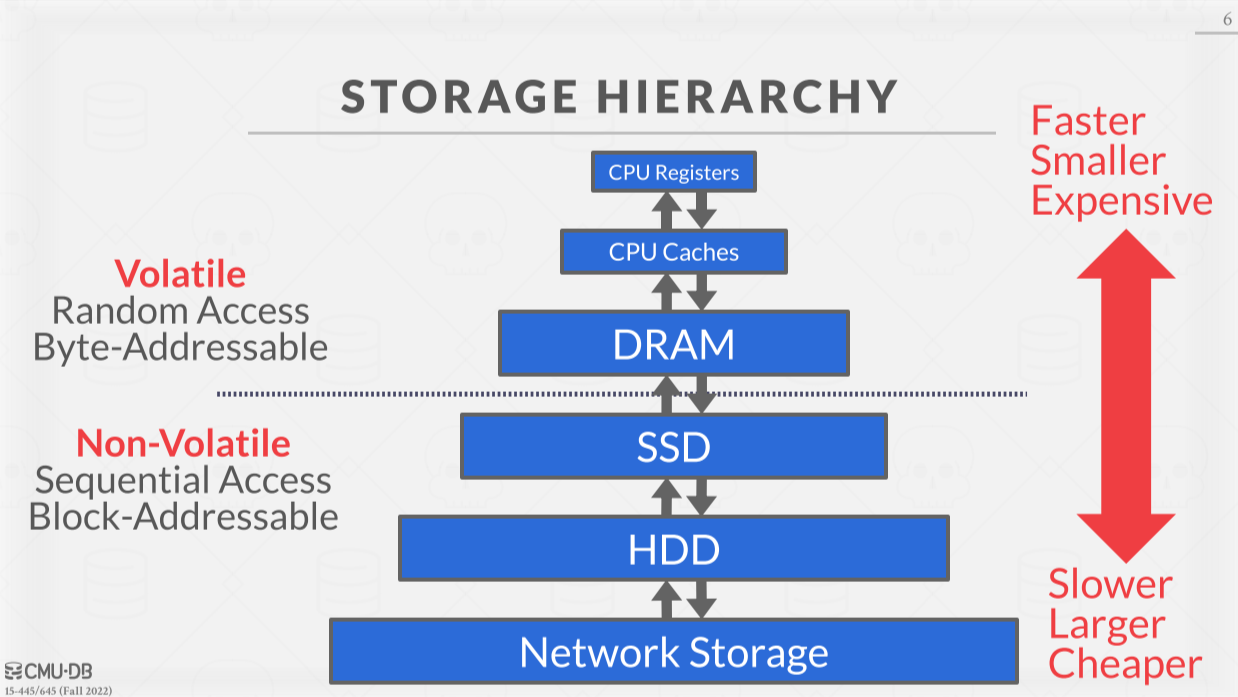 6
STORAGE HIERARCHY
Faster
Smaller
Expensive
CPU Registers
CPU Caches
Volatile
Random Access
Byte-Addressable
DRAM
Non-Volatile
Sequential Access
Block-Addressable
SSD
HDD
Slower
Larger
Cheaper
Network Storage
CMU·DB
15-445/645 (Fall 2022)